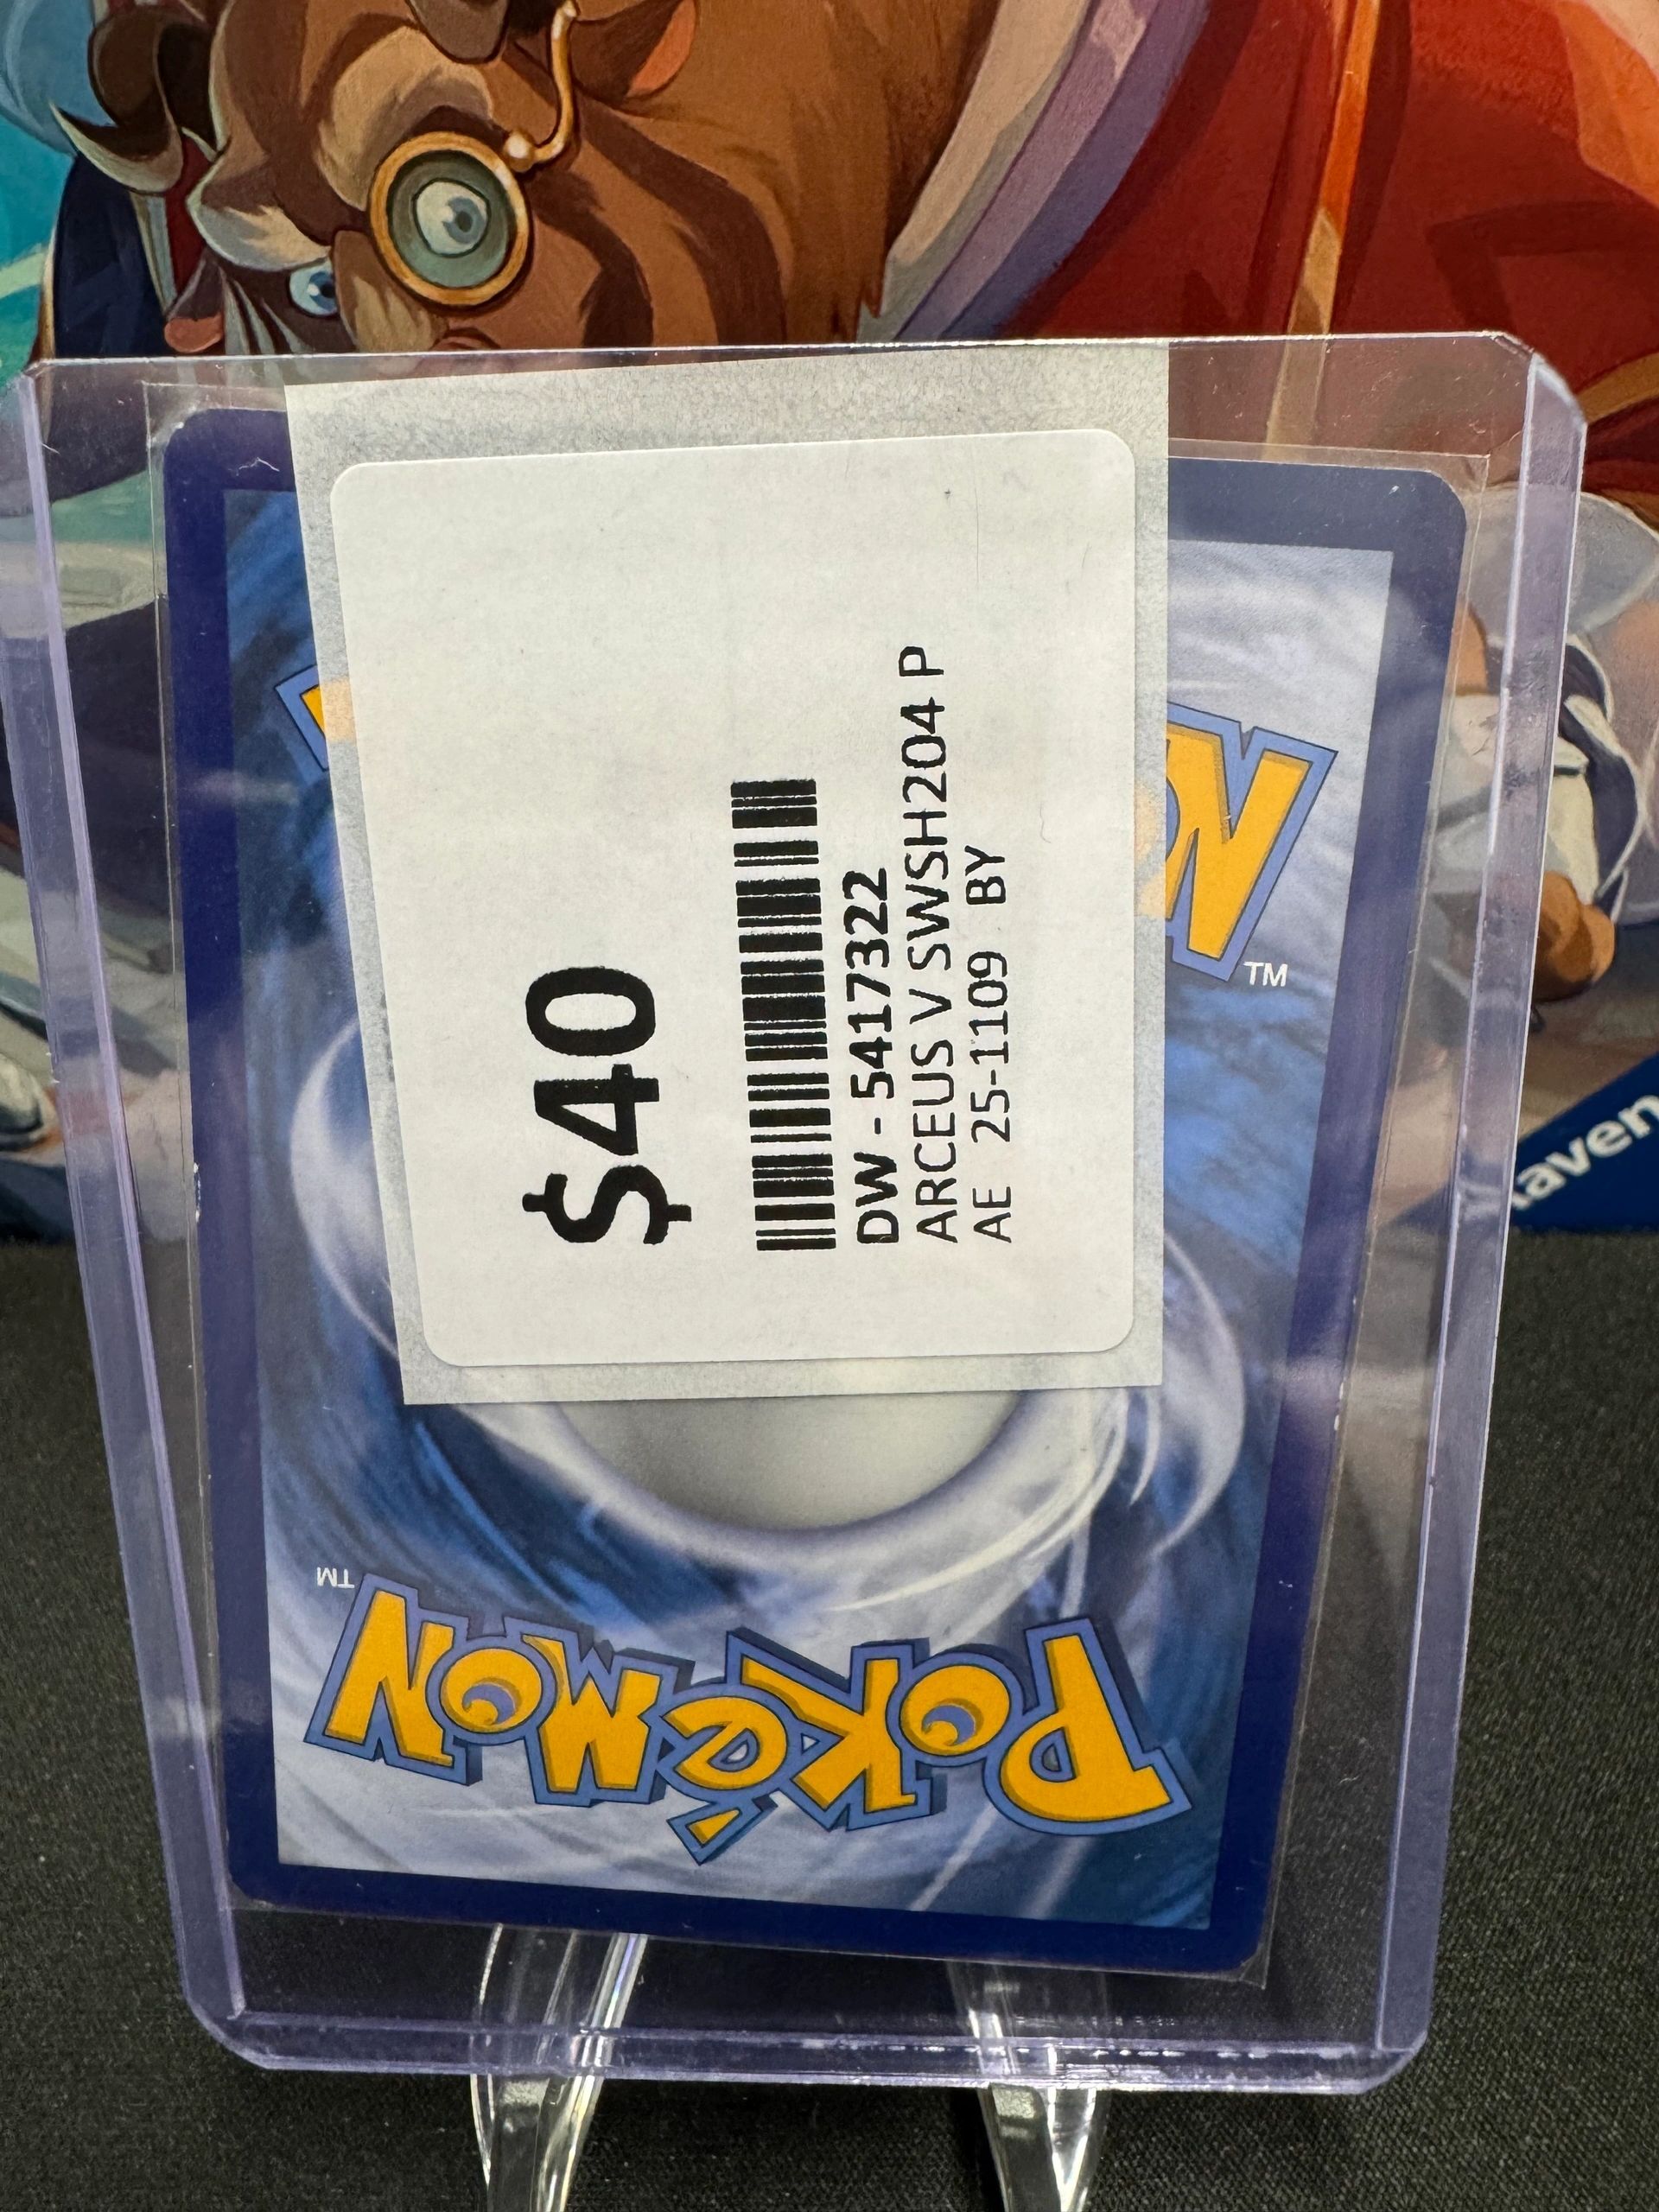 $40
DW - 5417322
ARCEUS V SWSH204 P
AE 25-1109 BY
TM
TM
POKéMON